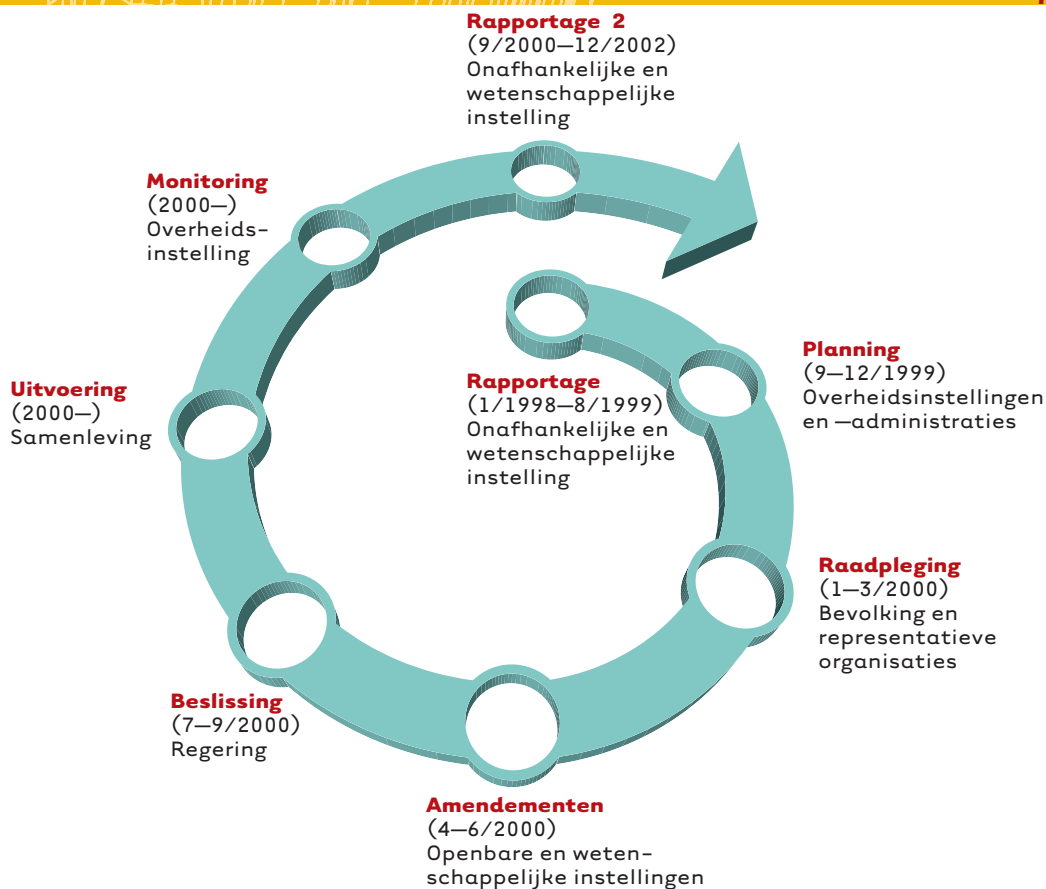 Rapportage 2
(9/2000—12/2002)
Onafhankelijke en
wetenschappelijke
instelling
Monitoring
(2000—)
Overheids-
instelling
Planning
(9—12/1999)
Overheidsinstellingen
en —administraties
Rapportage
(1/1998—8/1999)
Onafhankelijke en
wetenschappelijke
instelling
Uitvoering
(2000—)
Samenleving
Raadpleging
(1—3/2000)
Bevolking en
representatieve
organisaties
Beslissing
(7—9/2000)
Regering
Amendementen
(4—6/2000)
Openbare en weten-
schappelijke instellingen